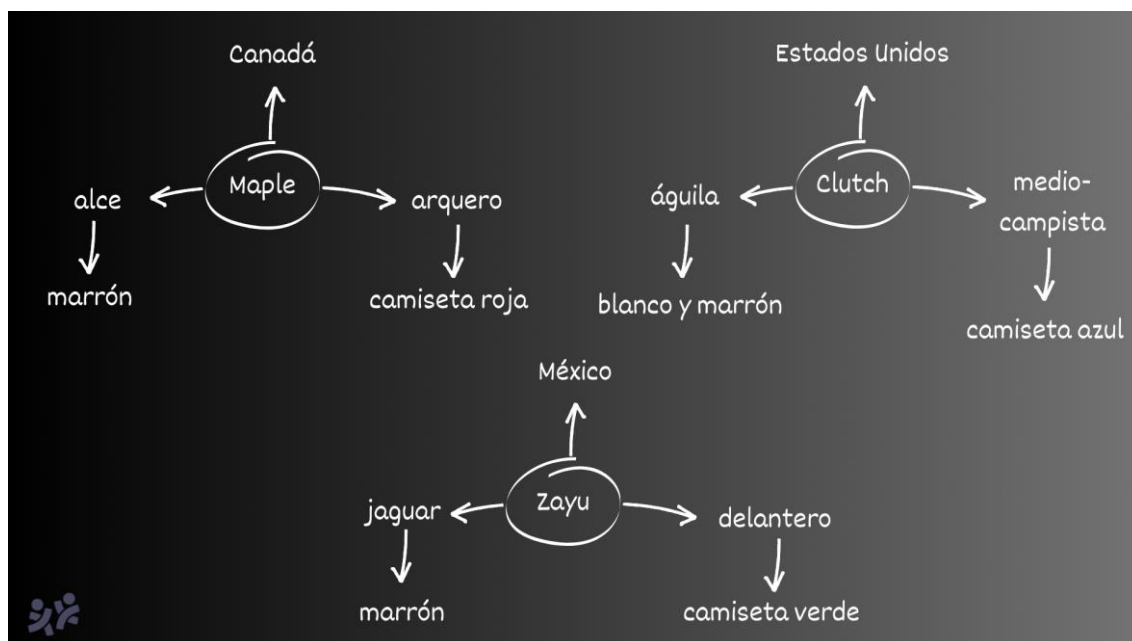 Canadá
Maple
alce
arquero
marrón
camiseta roja
Estados Unidos
Clutch
águila
medio-
campista
blanco y marrón
camiseta azul
México
Zayu
jaguar
delantero
marrón
camiseta verde